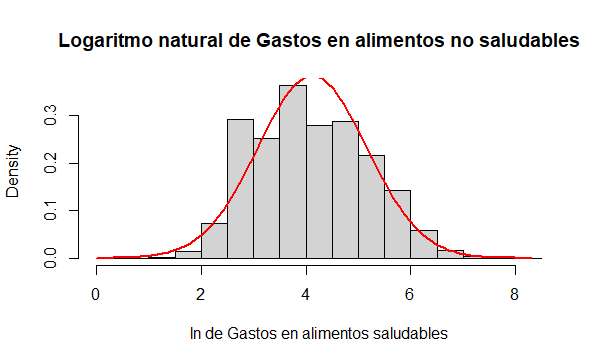 Logaritmo natural de Gastos en alimentos no saludables
Density
0.0 0.1 0.2 0.3
0 2 4 6 8
ln de Gastos en alimentos saludables